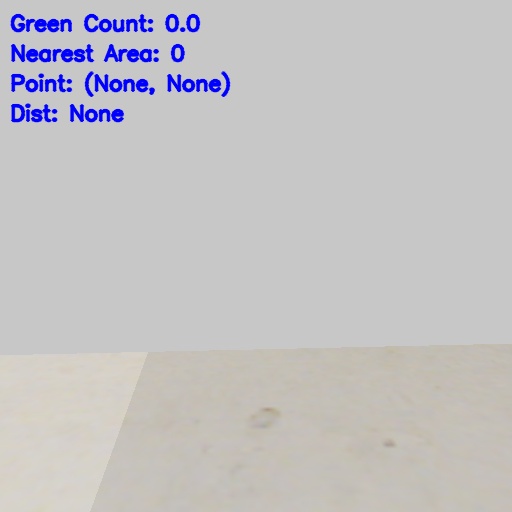 Green Count: 0.0
Nearest Area: 0
Point: (None, None)
Dist: None